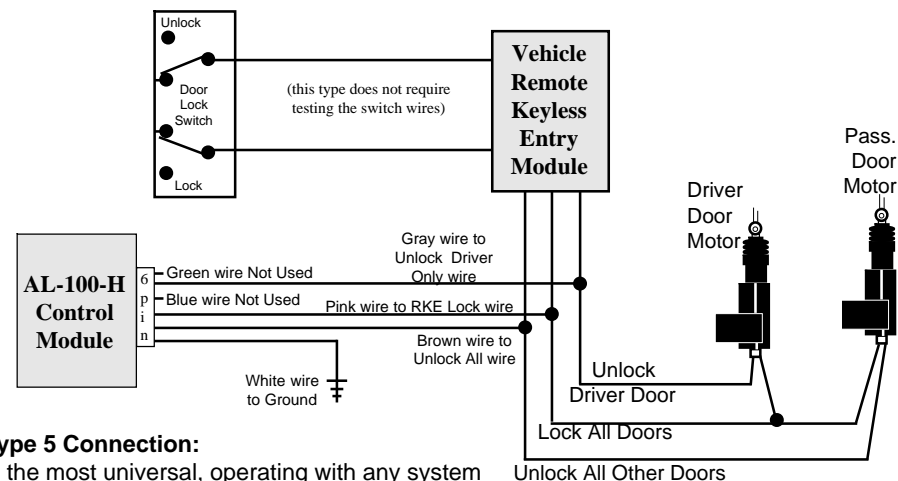 Unlock
Door
Lock
Switch
Lock
(this type does not require
testing the switch wires)
Vehicle
Remote
Keyless
Entry
Module
Pass.
Door
Motor
Driver
Door
Motor
AL-100-H
Control
Module
6
p
i
n
Green wire Not Used
Blue wire Not Used
Gray wire to
Unlock Driver
Only wire
Pink wire to RKE Lock wire
Brown wire to
Unlock All wire
White wire
to Ground
Unlock
Driver Door
Lock All Doors
Unlock All Other Doors
5 Connection:
the most universal, operating with any system